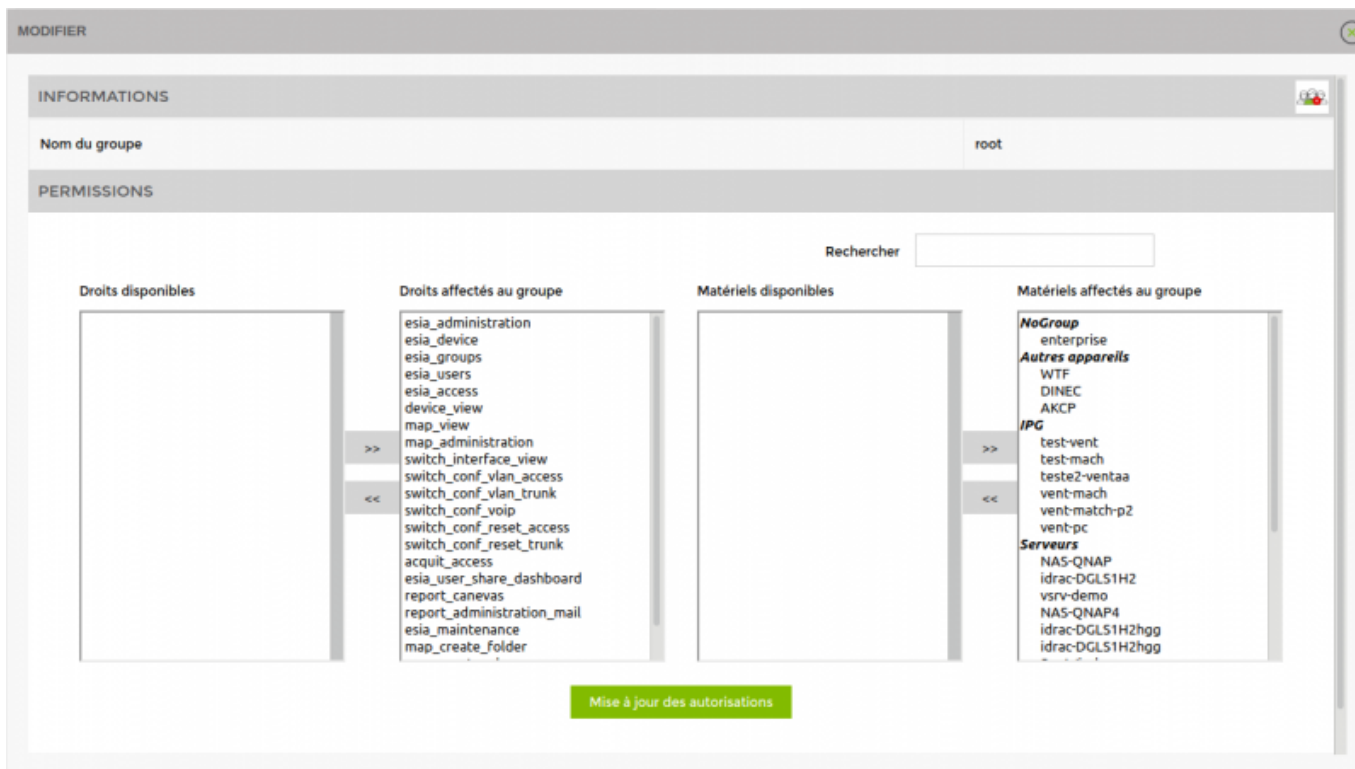 MODIFIER
INFORMATIONS
Nom du groupe
root
PERMISSIONS
Rechercher
Droits disponibles
Droits affectés au groupe
Matériels disponibles
Matériels affectés au groupe
esia_administration
esia_device
esia_groups
esia_users
esia_access
device_view
map_view
map_administration
switch_interface_view
switch_conf_vlan_access
switch_conf_vlan_trunk
switch_conf_voip
switch_conf_reset_access
switch_conf_reset_trunk
acquit_access
esia_user_share_dashboard
report_canevas
report_administration_mail
esia_maintenance
map_create_folder
>>
<<
NoGroup
enterprise
Autres appareils
WTF
DINEC
AKCP
IPG
test-vent
test-mach
teste2-ventaa
vent-mach
vent-match-p2
vent-pc
Serveurs
NAS-QNAP
idrac-DGLS1H2
vsrv-demo
NAS-QNAP4
idrac-DGLS1H2hgg
idrac-DGLS1H2hgg
>>
<<
Mise à jour des autorisations